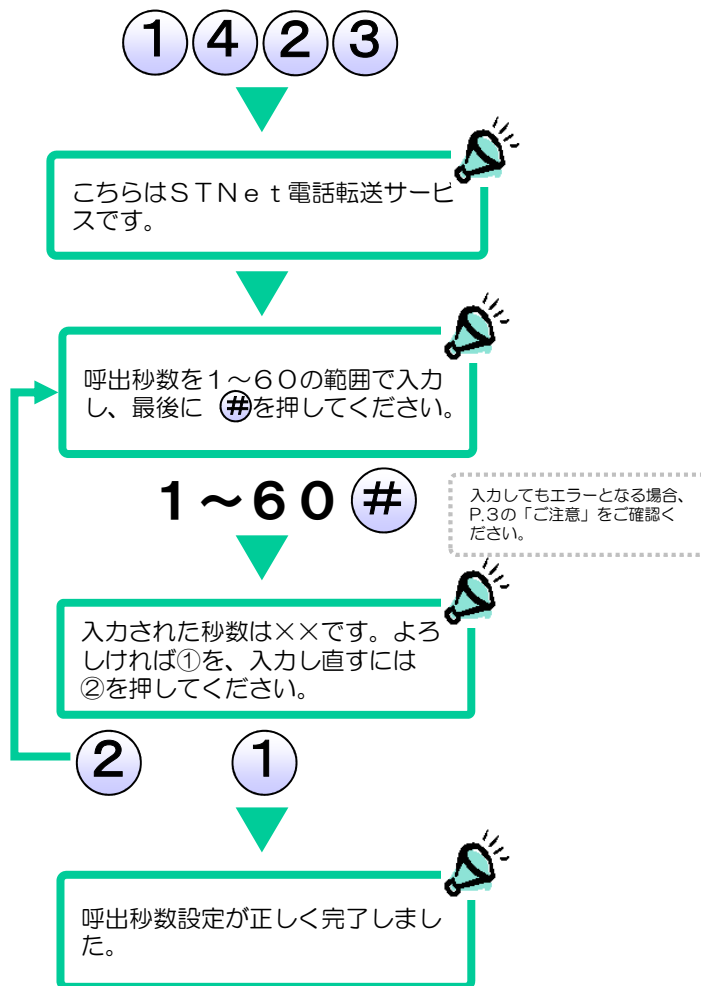 1 4 2 3
こちらはSTNet電話転送サービ
スです。
呼出秒数を1~60の範囲で入力
し、最後に #を押してください。
1~60 #
入力してもエラーとなる場合、
P.3の「ご注意」をご確認く
ださい。
入力された秒数は××です。よろ
しければ①を、入力し直すには
②を押してください。
2 1
呼出秒数設定が正しく完了しまし
た。